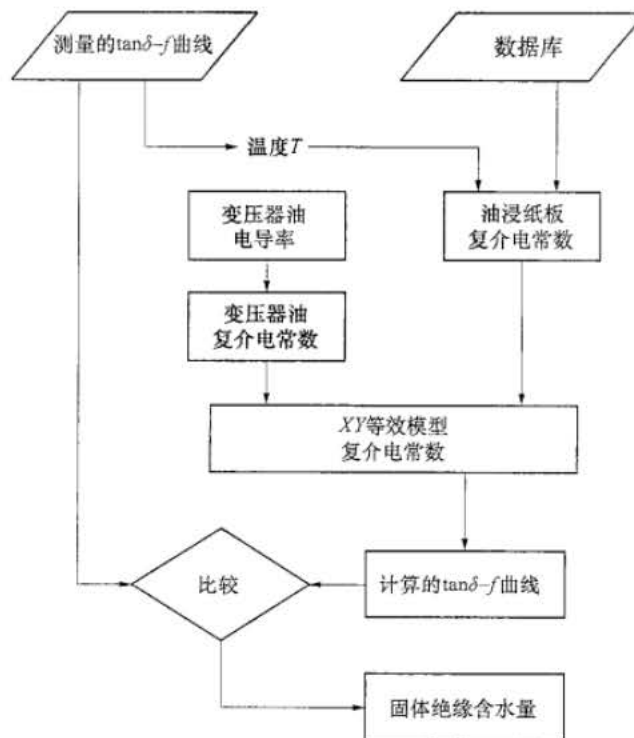 测量的tanδ-f曲线
数据库
温度T
变压器油
电导率
油浸纸板
复介电常数
变压器油
复介电常数
XY等效模型
复介电常数
比较
计算的tanδ-f曲线
固体绝缘含水量